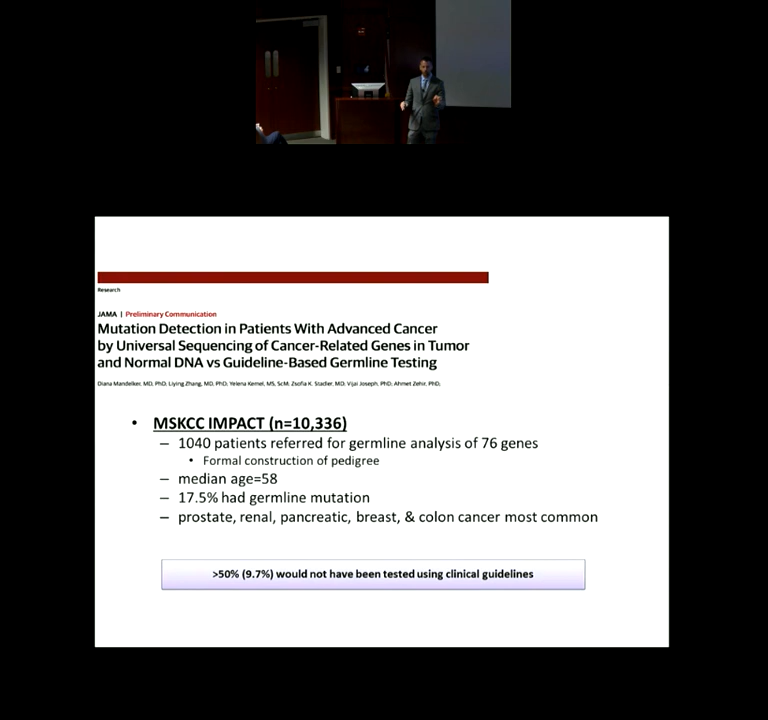 Research
JAMA | Preliminary Communication
Mutation Detection in Patients With Advanced Cancer
by Universal Sequencing of Cancer-Related Genes in Tumor
and Normal DNA vs Guideline-Based Germline Testing
Diana Mandelker, MD, PhD; Liying Zhang, MD, PhD; Yelena Kemel, MS, ScM; Zsofia K. Stadler, MD; Vijai Joseph, PhD; Ahmet Zehir, PhD;
• MSKCC IMPACT (n=10,336)
– 1040 patients referred for germline analysis of 76 genes
• Formal construction of pedigree
– median age=58
– 17.5% had germline mutation
– prostate, renal, pancreatic, breast, & colon cancer most common
>50% (9.7%) would not have been tested using clinical guidelines